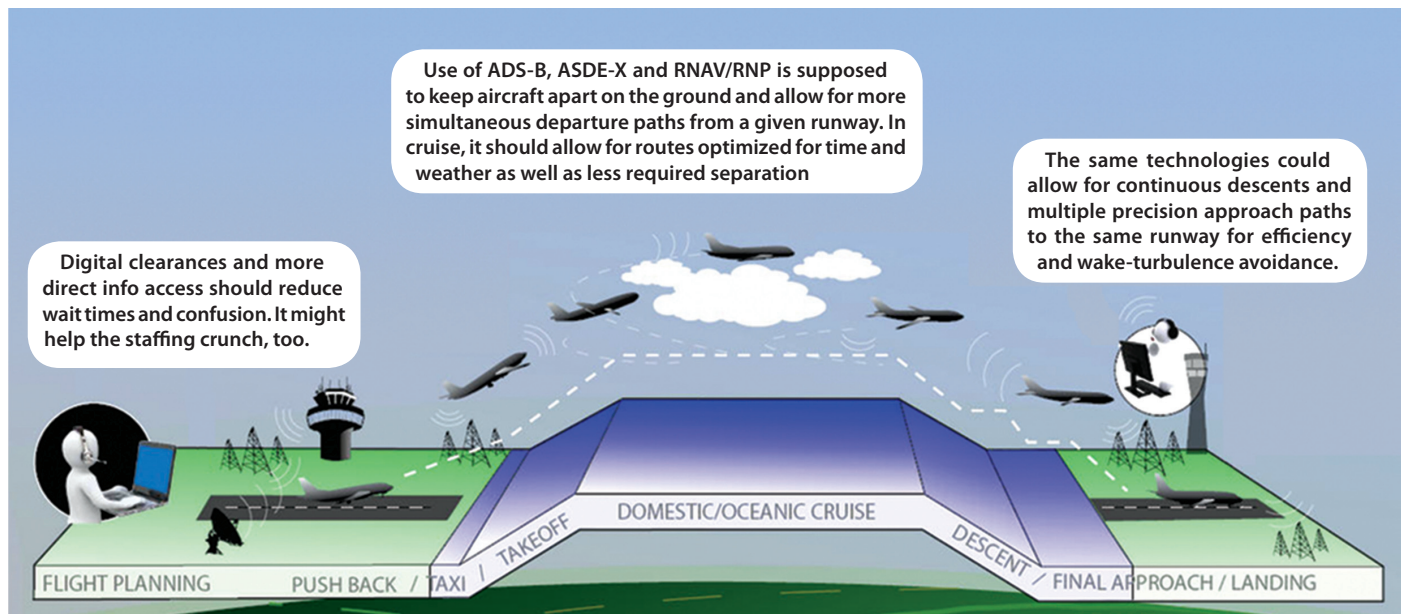 Use of ADS-B, ASDE-X and RNAV/RNP is supposed
to keep aircraft apart on the ground and allow for more
simultaneous departure paths from a given runway. In
cruise, it should allow for routes optimized for time and
weather as well as less required separation
The same technologies could
allow for continuous descents and
multiple precision approach paths
to the same runway for efficiency
and wake-turbulence avoidance.
Digital clearances and more
direct info access should reduce
wait times and confusion. It might
help the staffing crunch, too.
FLIGHT PLANNING
PUSH BACK / TAXI / TAKEOFF
DOMESTIC/OCEANIC CRUISE
DESCENT / FINAL APPROACH / LANDING